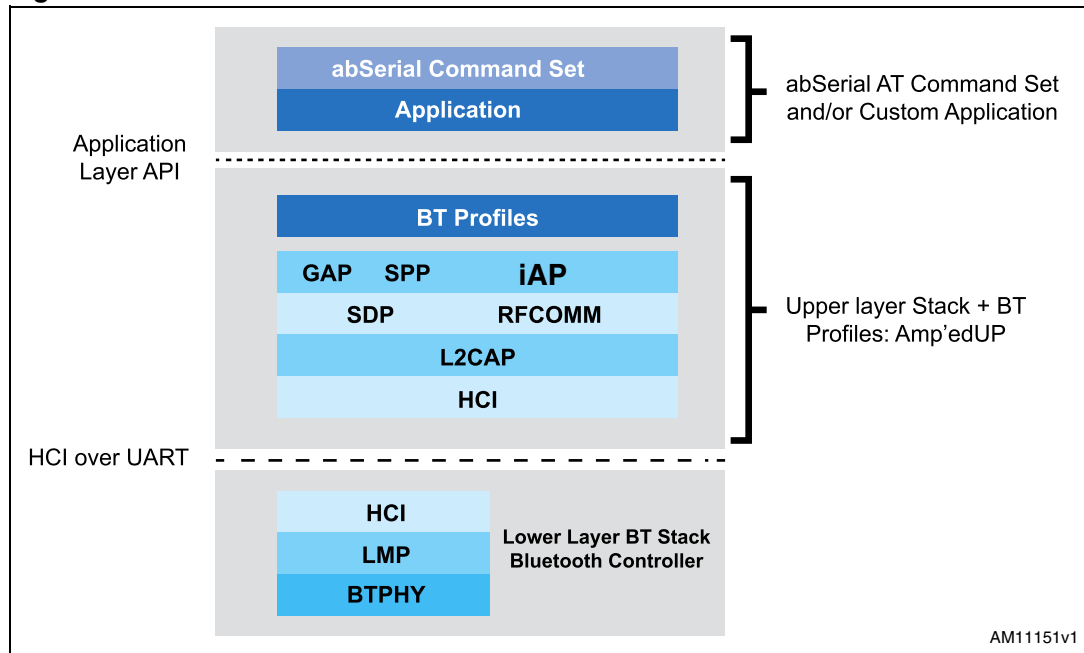 abSerial Command Set
Application
abSerial AT Command Set
and/or Custom Application
Application
Layer API
BT Profiles
GAP SPP iAP
SDP RFCOMM
L2CAP
HCI
Upper layer Stack + BT
Profiles: Amp’edUP
HCI over UART
HCI
LMP
BTPHY
Lower Layer BT Stack
Bluetooth Controller
AM11151v1